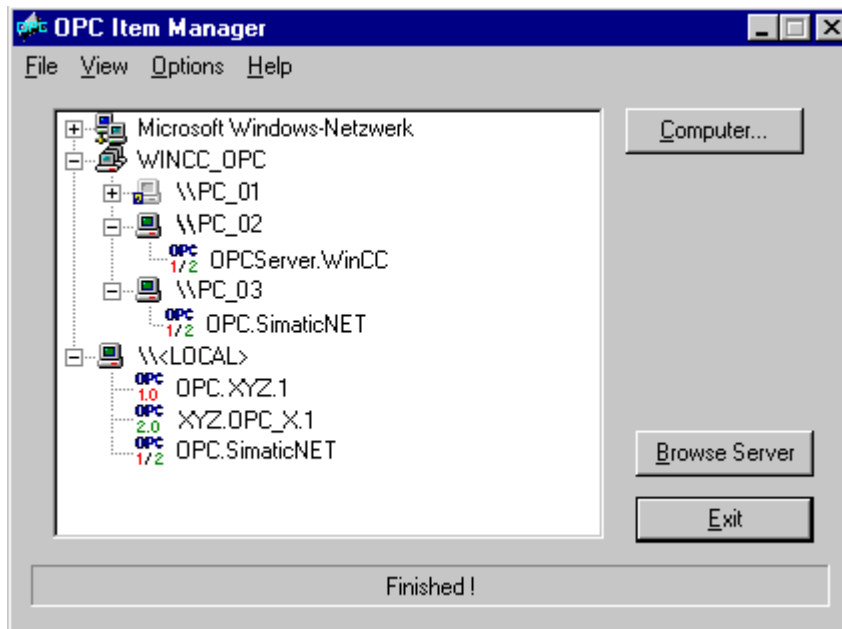 OPC Item Manager
File View Options Help
Microsoft Windows-Netzwerk
WINCC_OPC
\\PC_01
\\PC_02
OPC 1/2 OPCServer.WinCC
\\PC_03
OPC 1/2 OPC.SimaticNET
\\<LOCAL>
OPC 1.0 OPC.XYZ.1
OPC 2.0 XYZ.OPC_X.1
OPC 1/2 OPC.SimaticNET
Computer...
Browse Server
Exit
Finished !